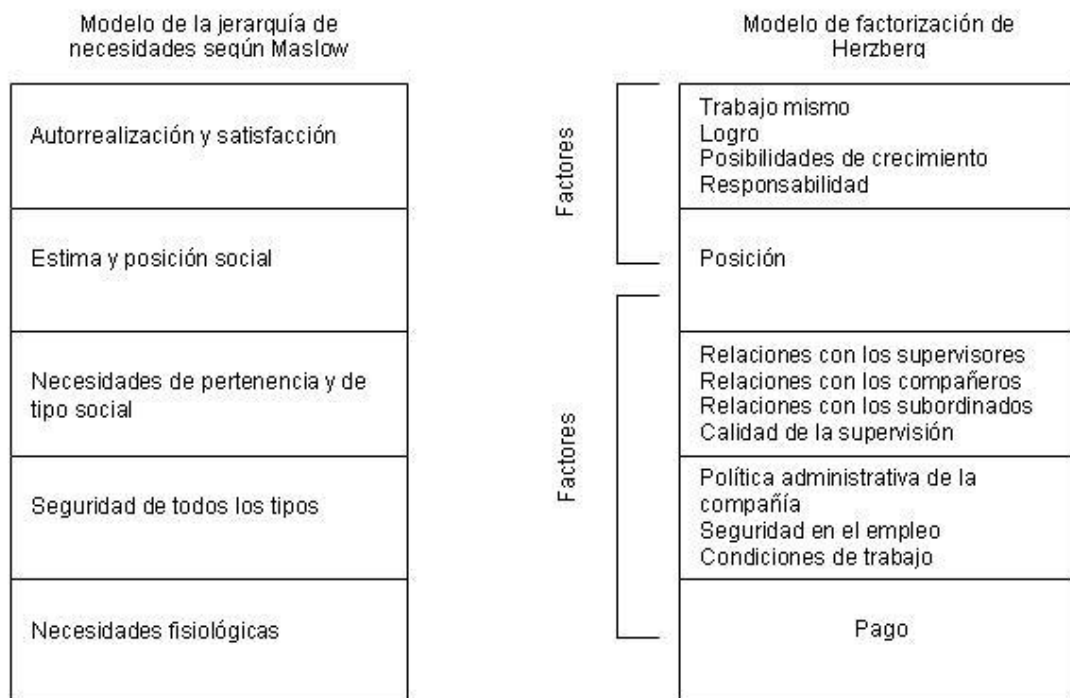 Modelo de la jerarquía de
necesidades según Maslow
Autorrealización y satisfacción
Estima y posición social
Necesidades de pertenencia y de
tipo social
Seguridad de todos los tipos
Necesidades fisiológicas
Factores
Factores
Modelo de factorización de
Herzberg
Trabajo mismo
Logro
Posibilidades de crecimiento
Responsabilidad
Posición
Relaciones con los supervisores
Relaciones con los compañeros
Relaciones con los subordinados
Calidad de la supervisión
Política administrativa de la
compañía
Seguridad en el empleo
Condiciones de trabajo
Pago